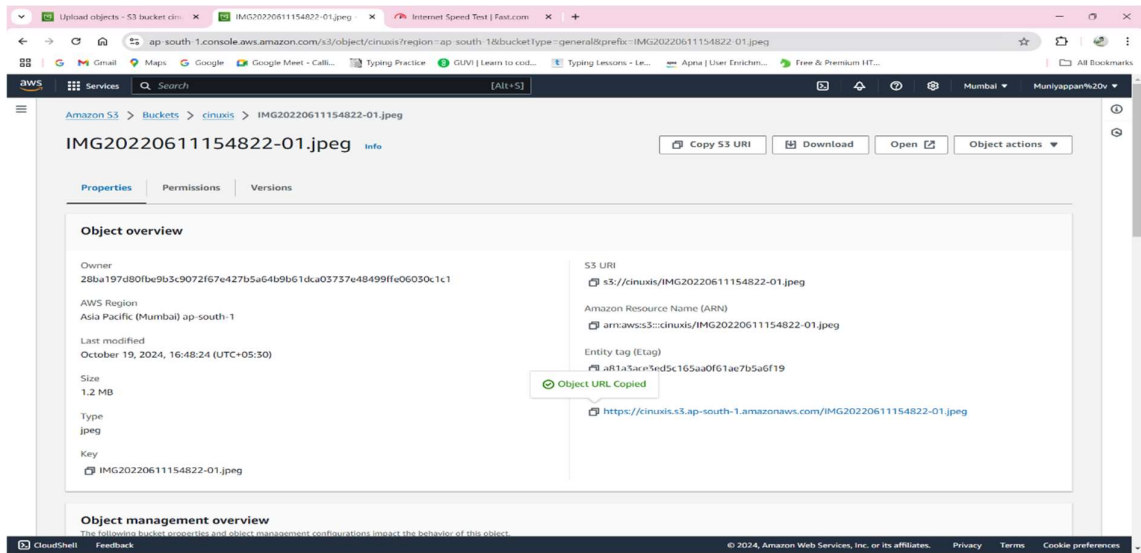 Upload objects - S3 bucket cinu
IMG20220611154822-01.jpeg
Internet Speed Test | Fast.com
ap-south-1.console.aws.amazon.com/s3/object/cinuxis?region=ap-south-1&bucketType=general&prefix=IMG20220611154822-01.jpeg
Gmail Maps Google Google Meet - Calli... Typing Practice GUVI | Learn to cod... Typing Lessons - Le... Apna | User Enrichm... Free & Premium HT... All Bookmarks
aws Services Search [Alt+S] Mumbai Muniyappan%20v
Amazon S3 > Buckets > cinuxis > IMG20220611154822-01.jpeg
IMG20220611154822-01.jpeg Info
Copy S3 URI Download Open Object actions
Properties Permissions Versions
Object overview
Owner
28ba197d80fbe9b3c9072f67e427b5a64b9b61dca03737e48499ffe06030c1c1
AWS Region
Asia Pacific (Mumbai) ap-south-1
Last modified
October 19, 2024, 16:48:24 (UTC+05:30)
Size
1.2 MB
Type
jpeg
Key
IMG20220611154822-01.jpeg
S3 URI
s3://cinuxis/IMG20220611154822-01.jpeg
Amazon Resource Name (ARN)
arn:aws:s3:::cinuxis/IMG20220611154822-01.jpeg
Entity tag (Etag)
Object URL Copied
https://cinuxis.s3.ap-south-1.amazonaws.com/IMG20220611154822-01.jpeg
Object management overview
The following bucket properties and object management configurations impact the behavior of this object.
CloudShell Feedback © 2024, Amazon Web Services, Inc. or its affiliates. Privacy Terms Cookie preferences